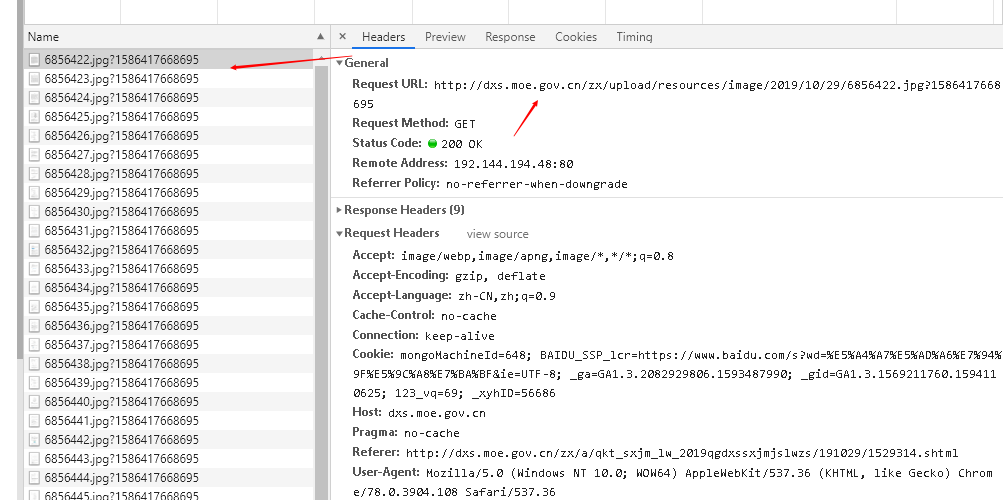 Name
6856422.jpg?1586417668695
6856423.jpg?1586417668695
6856424.jpg?1586417668695
6856425.jpg?1586417668695
6856426.jpg?1586417668695
6856427.jpg?1586417668695
6856428.jpg?1586417668695
6856429.jpg?1586417668695
6856430.jpg?1586417668695
6856431.jpg?1586417668695
6856432.jpg?1586417668695
6856433.jpg?1586417668695
6856434.jpg?1586417668695
6856435.jpg?1586417668695
6856436.jpg?1586417668695
6856437.jpg?1586417668695
6856438.jpg?1586417668695
6856439.jpg?1586417668695
6856440.jpg?1586417668695
6856441.jpg?1586417668695
6856442.jpg?1586417668695
6856443.jpg?1586417668695
6856444.jpg?1586417668695
6856445.jpg?1586417668695
× Headers Preview Response Cookies Timing
General
Request URL: http://dxs.moe.gov.cn/zx/upload/resources/image/2019/10/29/6856422.jpg?1586417668
695
Request Method: GET
Status Code: 200 OK
Remote Address: 192.144.194.48:80
Referrer Policy: no-referrer-when-downgrade
Response Headers (9)
Request Headers view source
Accept: image/webp,image/apng,image/*,*/*;q=0.8
Accept-Encoding: gzip, deflate
Accept-Language: zh-CN,zh;q=0.9
Cache-Control: no-cache
Connection: keep-alive
Cookie: mongoMachineId=648; BAIDU_SSP_lcr=https://www.baidu.com/s?wd=%E5%A4%A7%E5%AD%A6%E7%94%
9F%E5%9C%A8%E7%BA%BF&ie=UTF-8; _ga=GA1.3.2082929806.1593487990; _gid=GA1.3.1569211760.159411
0625; 123_vq=69; _xyhID=56686
Host: dxs.moe.gov.cn
Pragma: no-cache
Referer: http://dxs.moe.gov.cn/zx/a/qkt_sxjm_lw_2019qgdxssxjmjslwzs/191029/1529314.shtml
User-Agent: Mozilla/5.0 (Windows NT 10.0; WOW64) AppleWebKit/537.36 (KHTML, like Gecko) Chrom
e/78.0.3904.108 Safari/537.36